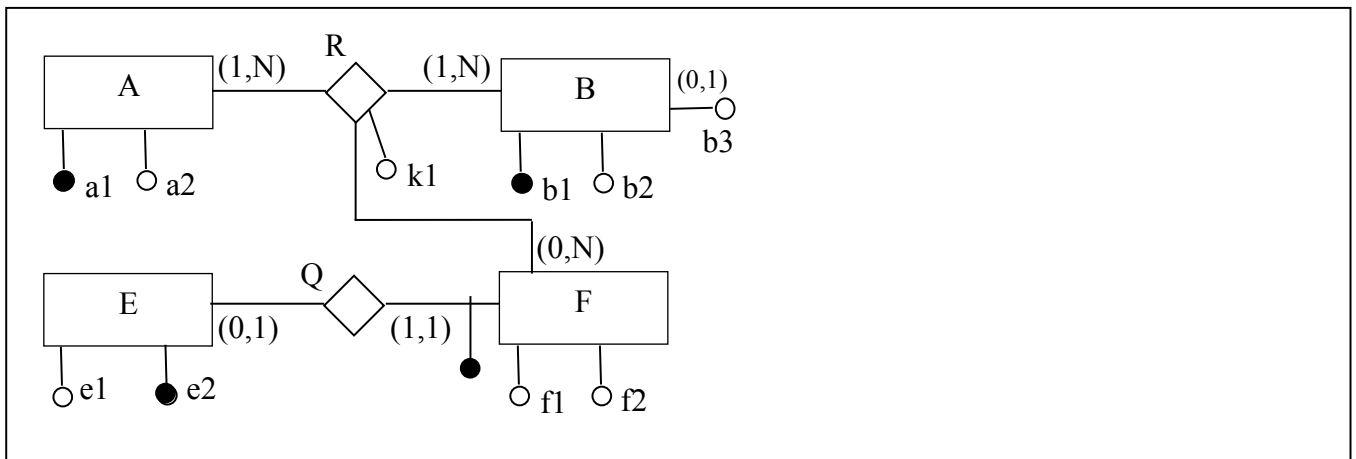 R
A
(1,N)
(1,N)
B
(0,1)
b3
a1
a2
k1
b1
b2
(0,N)
Q
E
(0,1)
(1,1)
F
e1
e2
f1
f2